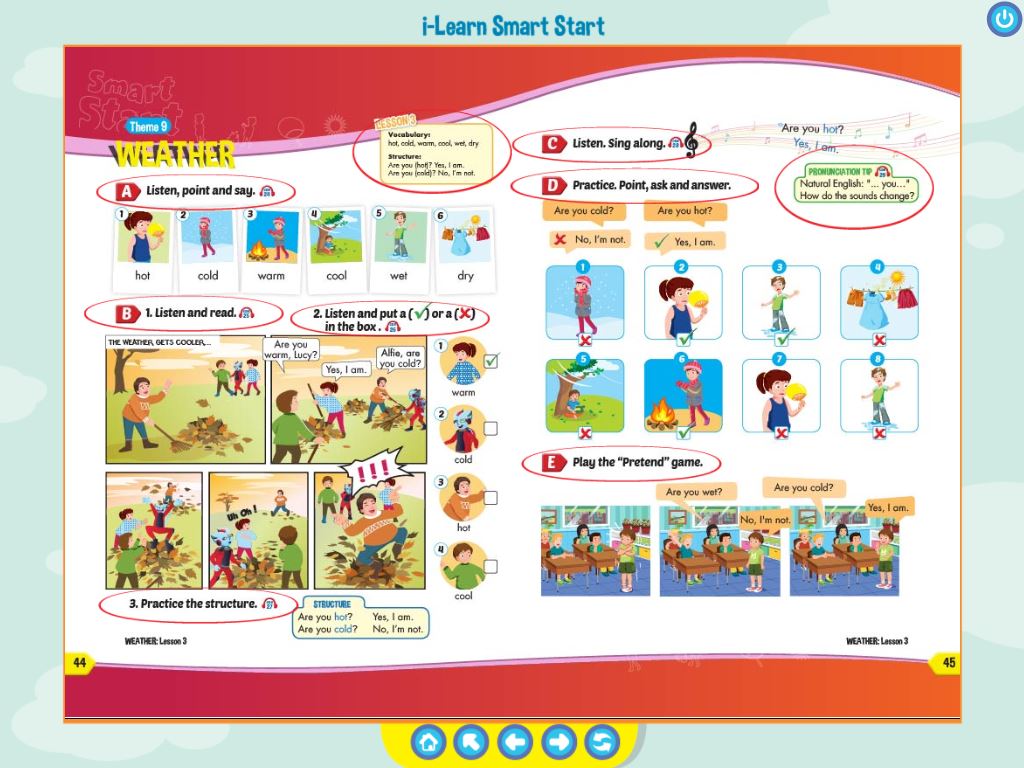 i-Learn Smart Start
Smart
Start
Theme 9
WEATHER
LESSON 3
Vocabulary:
hot, cold, warm, cool, wet, dry
Structure:
Are you (hot)? Yes, I am.
Are you (cold)? No, I'm not.
A Listen, point and say.
1 2 3 4 5 6
hot cold warm cool wet dry
B 1. Listen and read.
2. Listen and put a (✓) or a (✗)
in the box.
THE WEATHER, GETS COOLER,...
Are you
warm, Lucy?
Yes, I am.
Alfie, are
you cold?
Uh Oh !
!!!
1
warm
2
cold
3
hot
4
cool
3. Practice the structure.
STRUCTURE
Are you hot? Yes, I am.
Are you cold? No, I'm not.
WEATHER: Lesson 3
44
C Listen. Sing along.
Are you hot?
Yes, I am.
PRONUNCIATION TIP
Natural English: "... you..."
How do the sounds change?
D Practice. Point, ask and answer.
Are you cold? Are you hot?
✗ No, I'm not. ✓ Yes, I am.
1 2 3 4
5 6 7 8
E Play the "Pretend" game.
Are you wet?
No, I'm not.
Are you cold?
Yes, I am.
WEATHER: Lesson 3
45